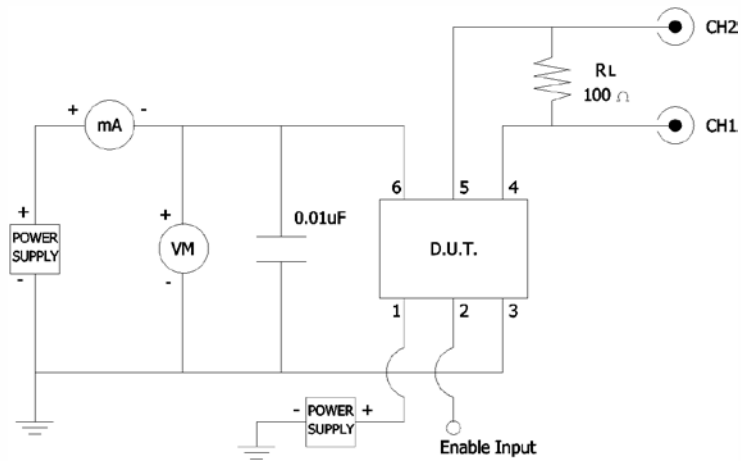 CH2
RL
100 Ω
CH1
+ mA -
6 5 4
+
POWER
SUPPLY
-
+
VM
-
0.01uF
D.U.T.
1 2 3
- POWER +
SUPPLY
Enable Input